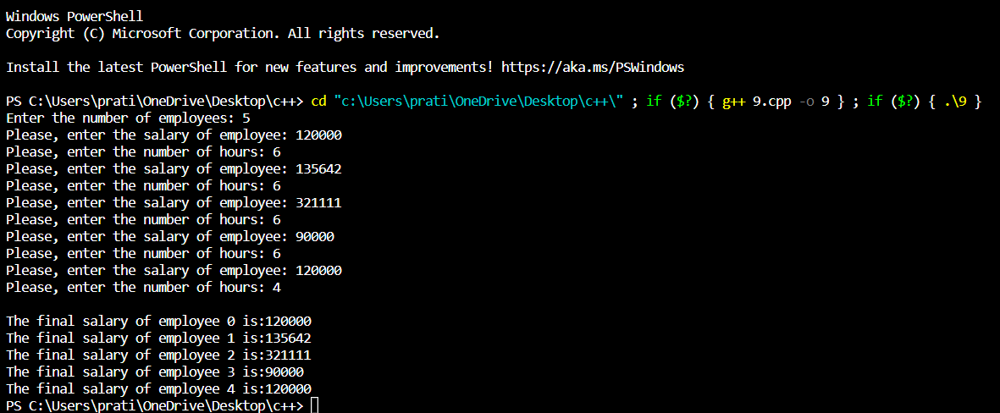 Windows PowerShell
Copyright (C) Microsoft Corporation. All rights reserved.
Install the latest PowerShell for new features and improvements! https://aka.ms/PSWindows
PS C:\Users\prati\OneDrive\Desktop\c++> cd "c:\Users\prati\OneDrive\Desktop\c++\" ; if ($?) { g++ 9.cpp -o 9 } ; if ($?) { .\9 }
Enter the number of employees: 5
Please, enter the salary of employee: 120000
Please, enter the number of hours: 6
Please, enter the salary of employee: 135642
Please, enter the number of hours: 6
Please, enter the salary of employee: 321111
Please, enter the number of hours: 6
Please, enter the salary of employee: 90000
Please, enter the number of hours: 6
Please, enter the salary of employee: 120000
Please, enter the number of hours: 4
The final salary of employee 0 is:120000
The final salary of employee 1 is:135642
The final salary of employee 2 is:321111
The final salary of employee 3 is:90000
The final salary of employee 4 is:120000
PS C:\Users\prati\OneDrive\Desktop\c++>